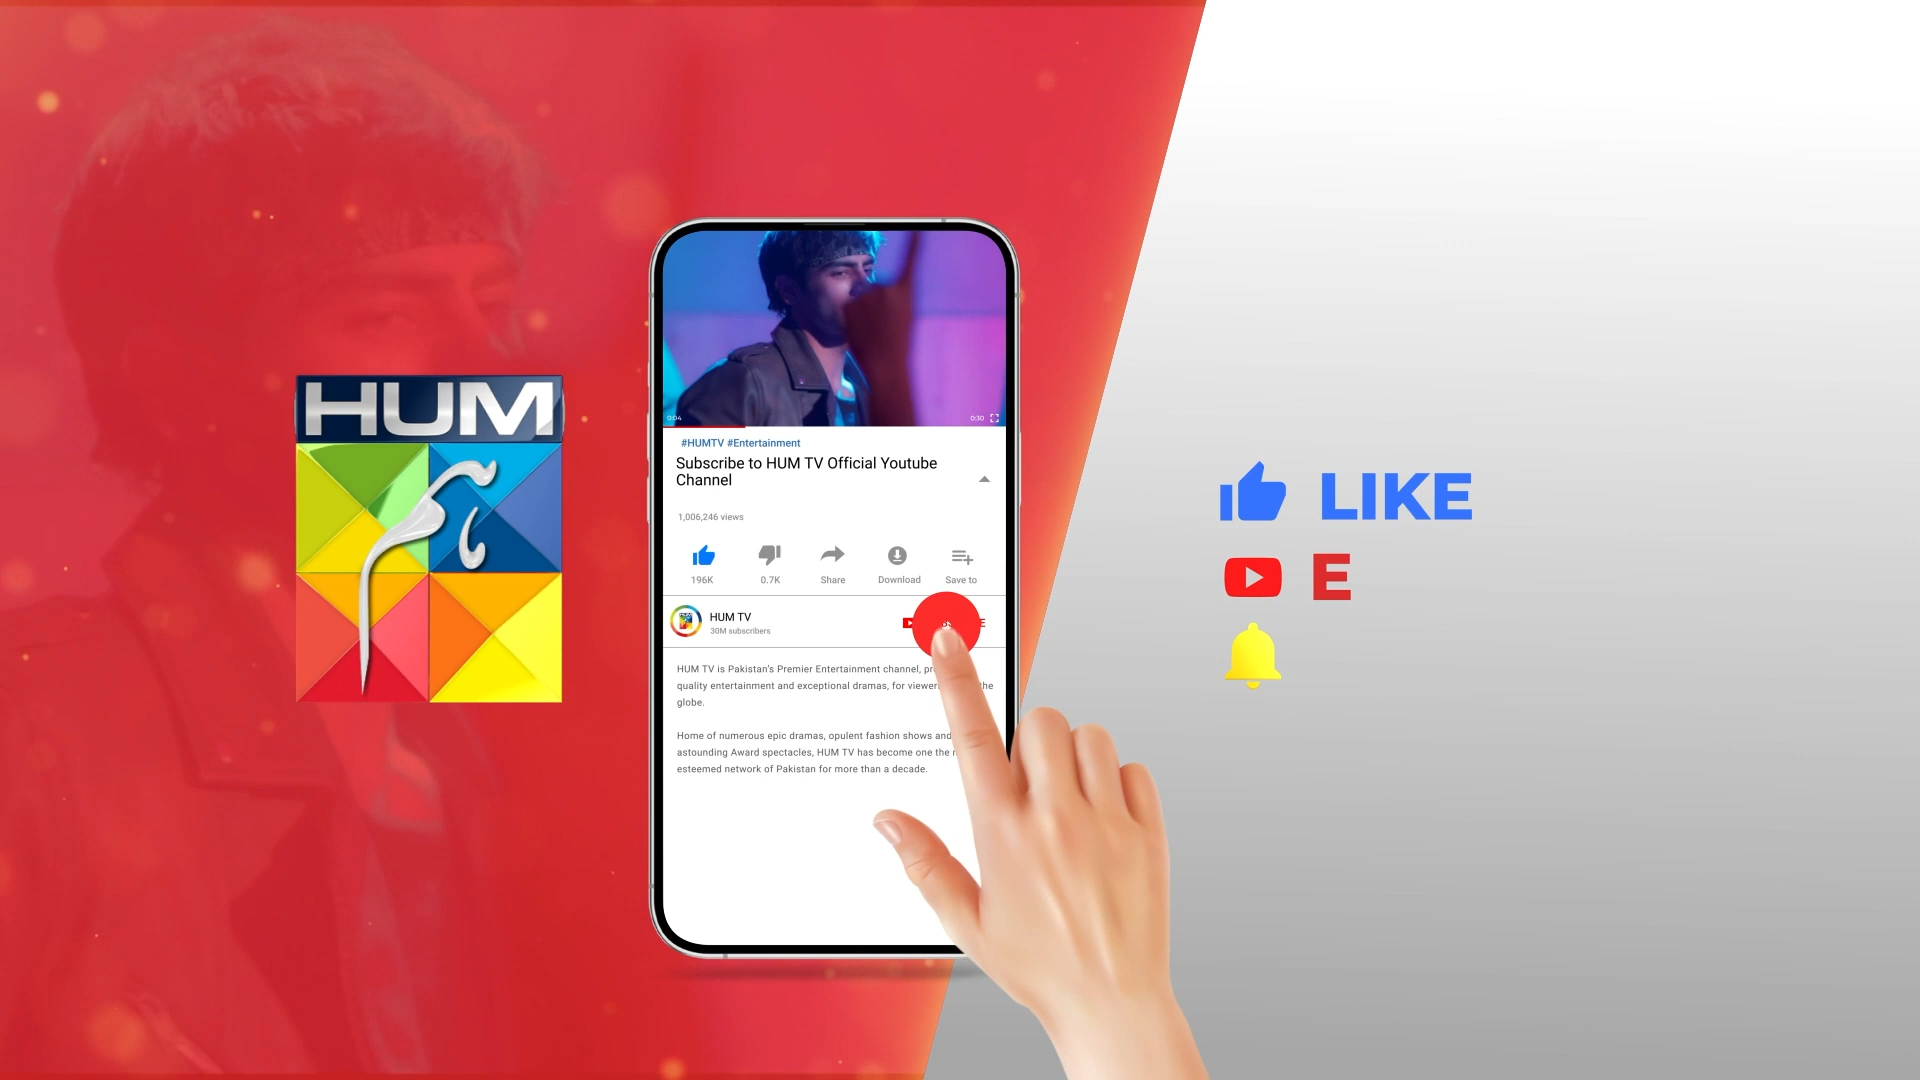 HUM
ہم
0:04
0:30
#HUMTV #Entertainment
Subscribe to HUM TV Official Youtube
Channel
1,006,246 views
196K
0.7K
Share
Download
Save to
HUM TV
30M subscribers
HUM TV is Pakistan's Premier Entertainment channel,
quality entertainment and exceptional dramas, for the
globe.
Home of numerous epic dramas, opulent fashion shows and
astounding Award spectacles, HUM TV has become one the
esteemed network of Pakistan for more than a decade.
LIKE
E